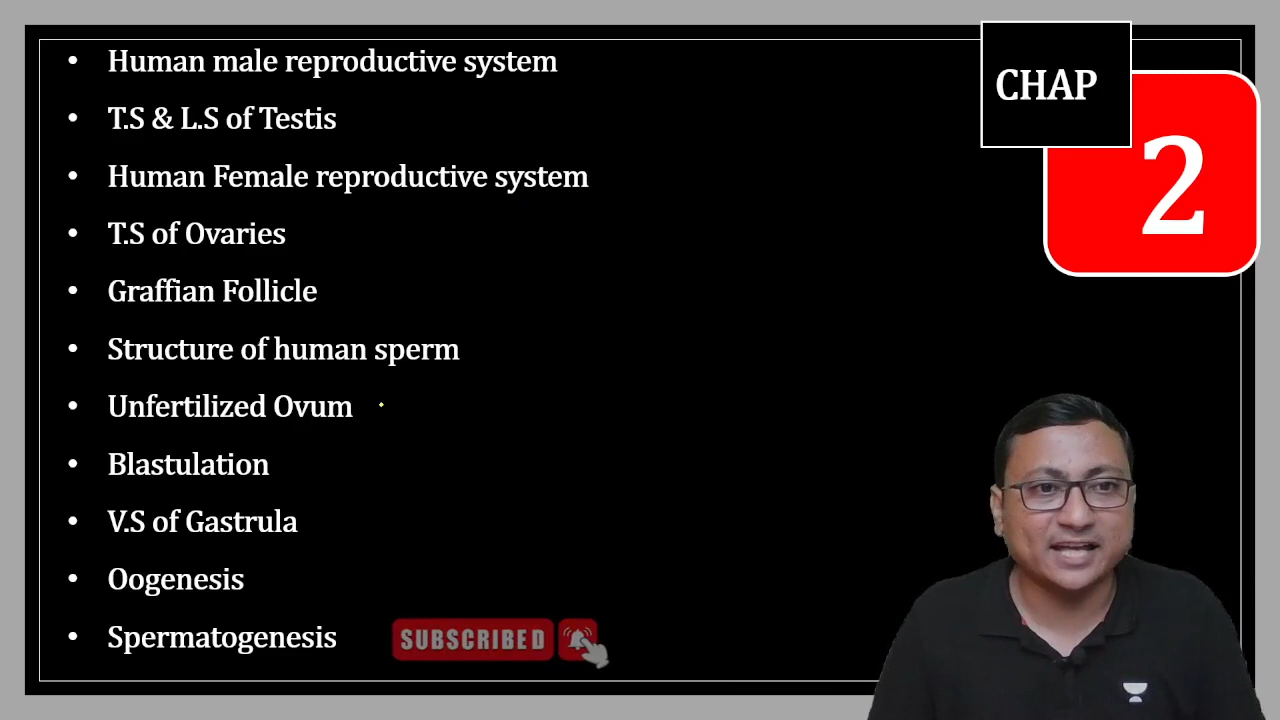 • Human male reproductive system
• T.S & L.S of Testis
• Human Female reproductive system
• T.S of Ovaries
• Graffian Follicle
• Structure of human sperm
• Unfertilized Ovum
• Blastulation
• V.S of Gastrula
• Oogenesis
• Spermatogenesis
SUBSCRIBED
CHAP
2